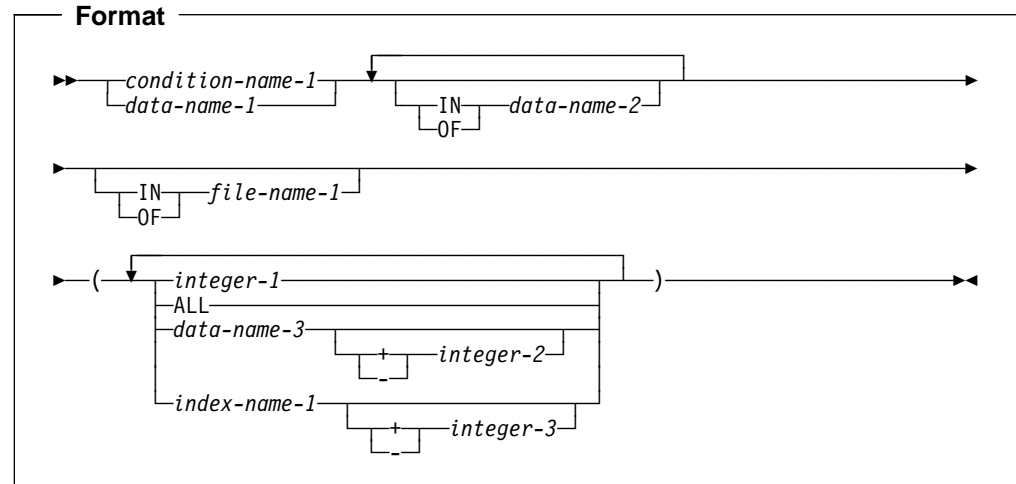 Format
condition-name-1
data-name-1
IN data-name-2
OF
IN file-name-1
OF
( integer-1 )
ALL
data-name-3
+ integer-2
-
index-name-1
+ integer-3
-